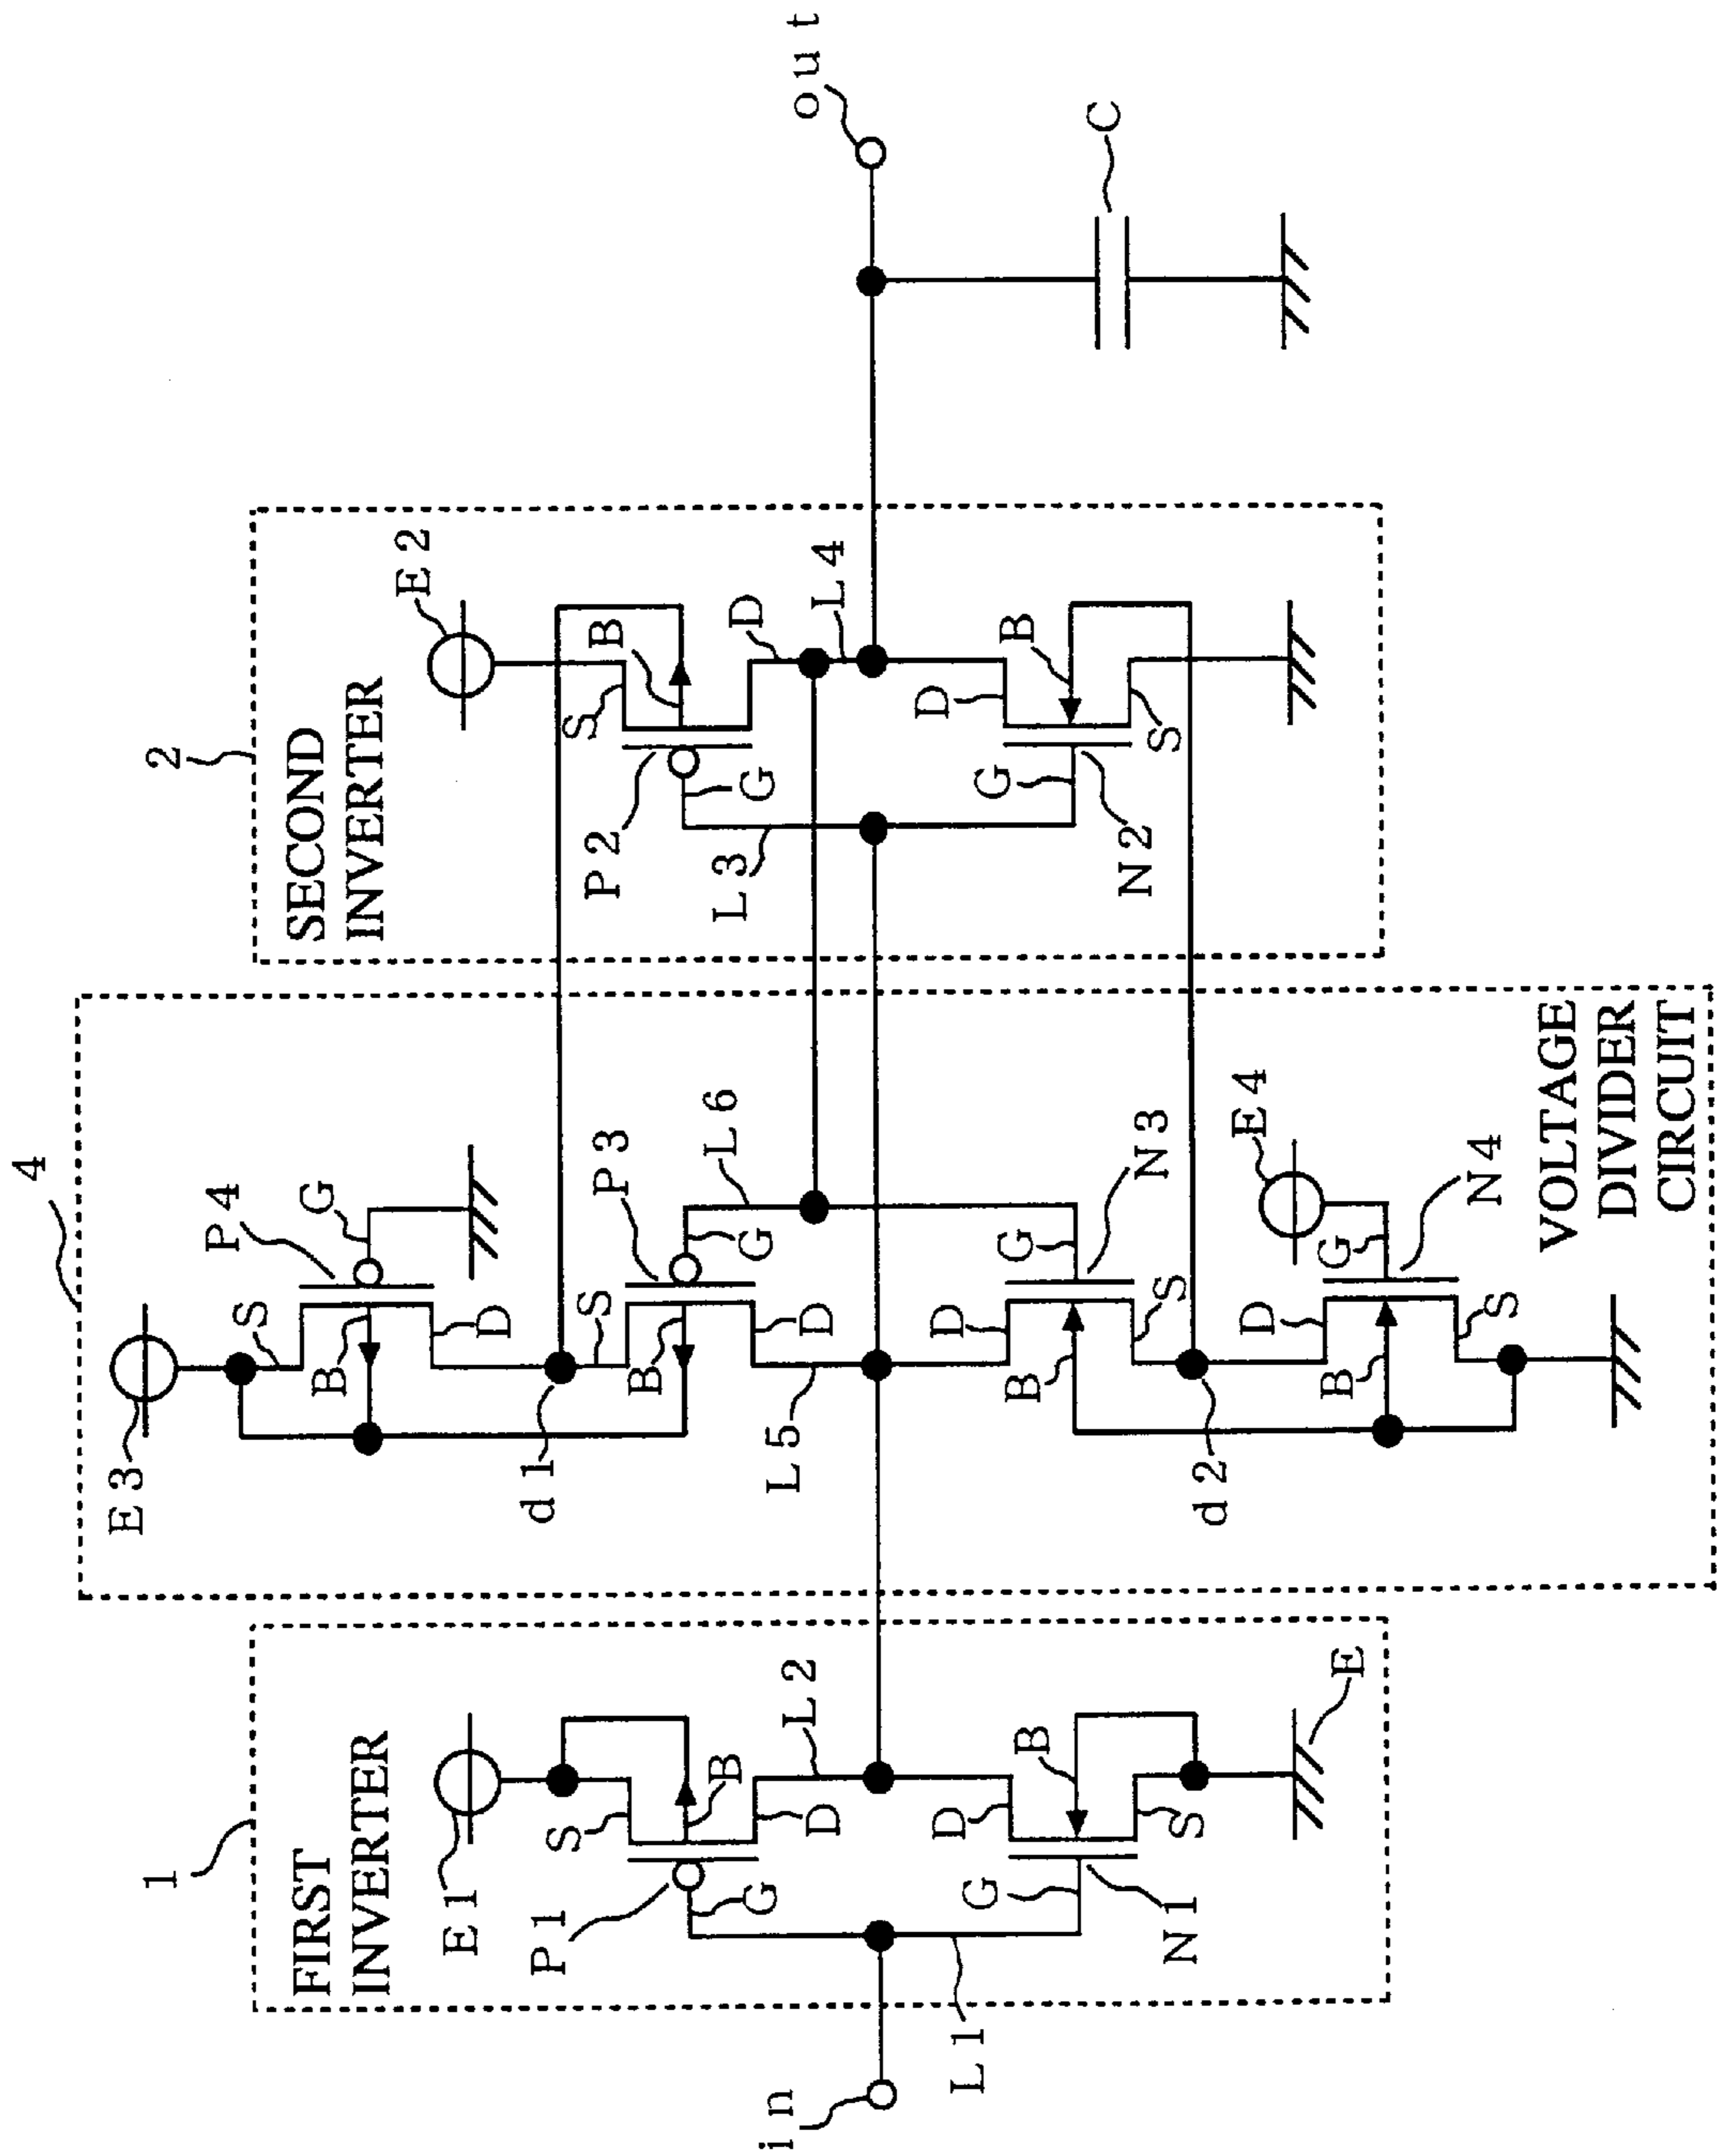 4
E3
S
P4
G
B
D
d1
S
P3
B
G
L6
D
L5
D
G
N3
B
S
d2
E4
D
G
B
N4
S
VOLTAGE
DIVIDER
CIRCUIT
1
FIRST
INVERTER
E1
S
P1
B
G
D
L2
in
L1
D
G
B
N1
S
E
2
SECOND
INVERTER
E2
S
B
P2
G
D
L3
L4
D
G
B
N2
S
out
C